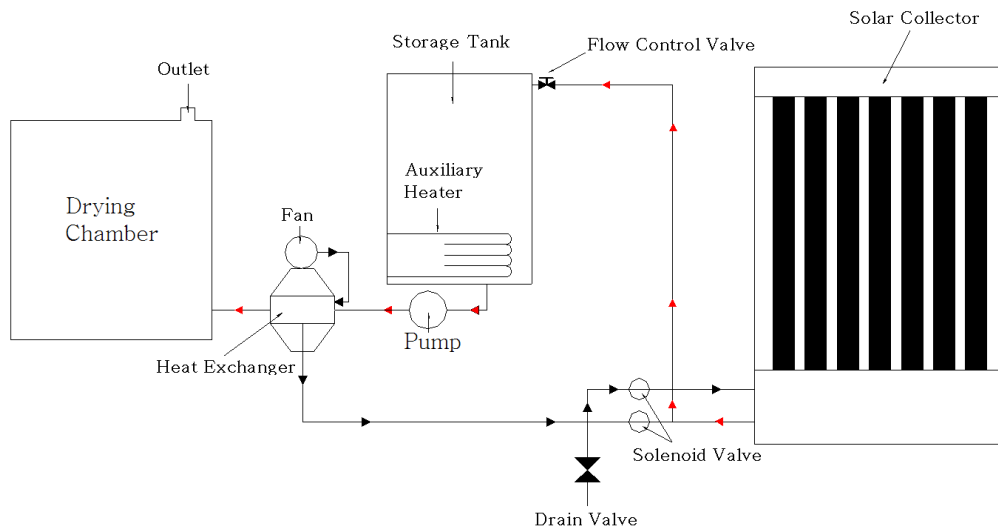 Solar Collector
Storage Tank
Flow Control Valve
Outlet
Auxiliary
Heater
Drying
Chamber
Fan
Pump
Heat Exchanger
Solenoid Valve
Drain Valve